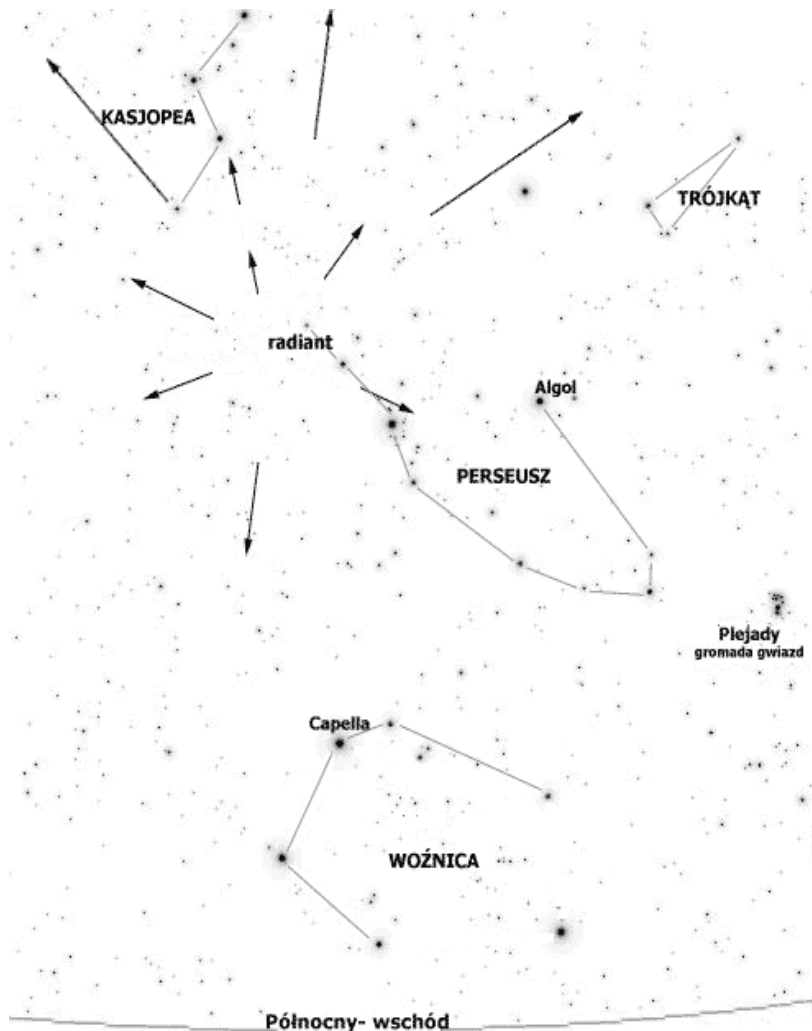 KASJOPEA
TRÓJKĄT
radiant
Algol
PERSEUSZ
Plejady
gromada gwiazd
Capella
WOŹNICA
Północny- wschód